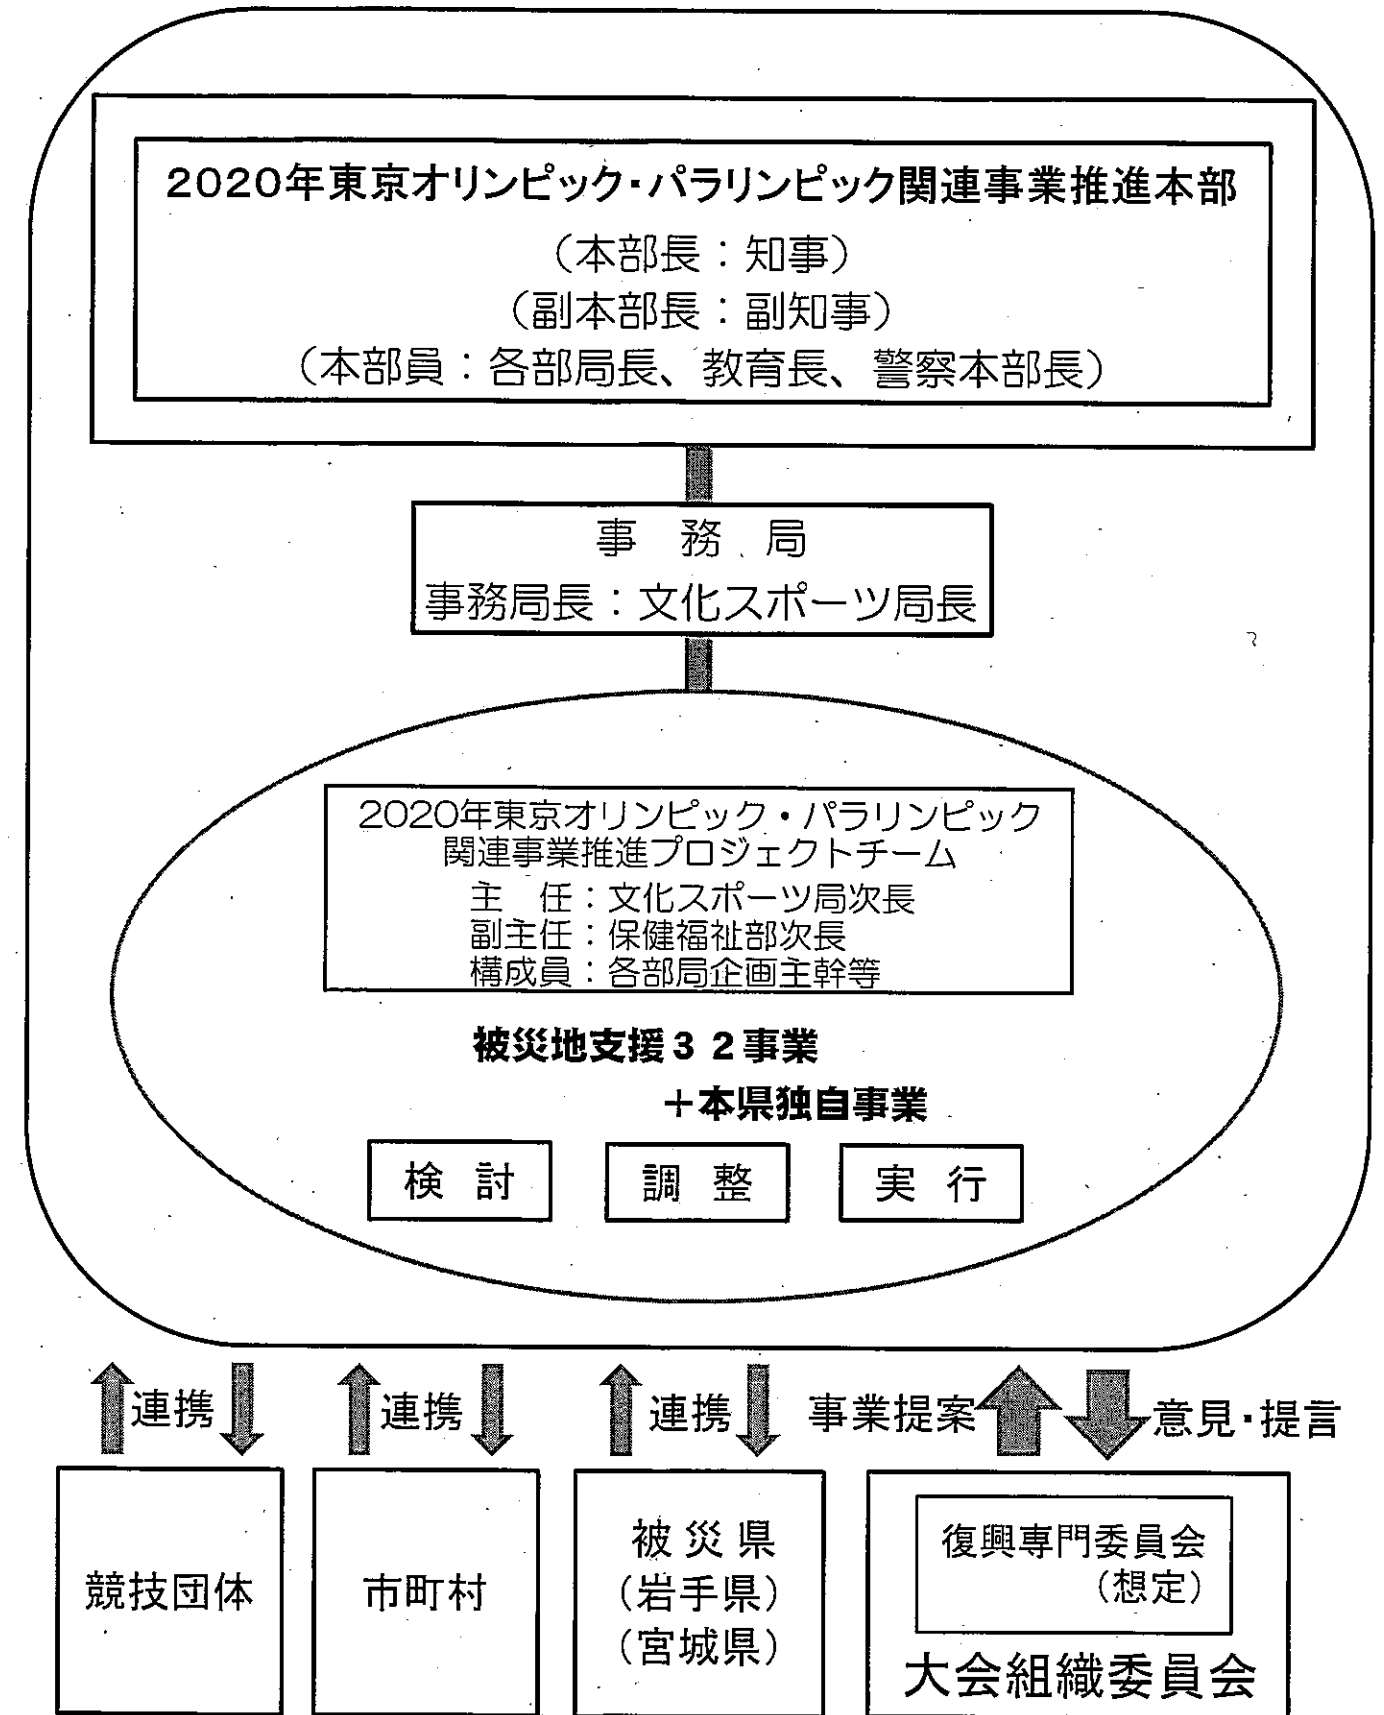 2020年東京オリンピック・パラリンピック関連事業推進本部
（本部長：知事）
（副本部長：副知事）
（本部員：各部局長、教育長、警察本部長）
事　務　局
事務局長：文化スポーツ局長
2020年東京オリンピック・パラリンピック
関連事業推進プロジェクトチーム
主　任：文化スポーツ局次長
副主任：保健福祉部次長
構成員：各部局企画主幹等
被災地支援３２事業
＋本県独自事業
検　討
調　整
実　行
連携
連携
連携
事業提案
意見・提言
競技団体
市町村
被災県
（岩手県）
（宮城県）
復興専門委員会
（想定）
大会組織委員会